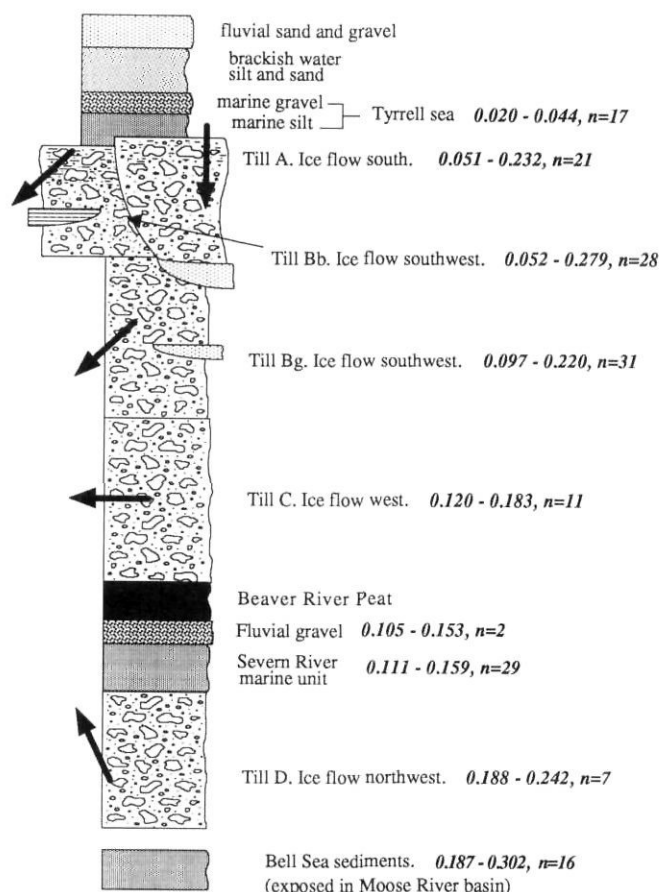 fluvial sand and gravel
brackish water
silt and sand
marine gravel
marine silt
Tyrrell sea 0.020 - 0.044, n=17
Till A. Ice flow south. 0.051 - 0.232, n=21
Till Bb. Ice flow southwest. 0.052 - 0.279, n=28
Till Bg. Ice flow southwest. 0.097 - 0.220, n=31
Till C. Ice flow west. 0.120 - 0.183, n=11
Beaver River Peat
Fluvial gravel 0.105 - 0.153, n=2
Severn River
marine unit 0.111 - 0.159, n=29
Till D. Ice flow northwest. 0.188 - 0.242, n=7
Bell Sea sediments. 0.187 - 0.302, n=16
(exposed in Moose River basin)